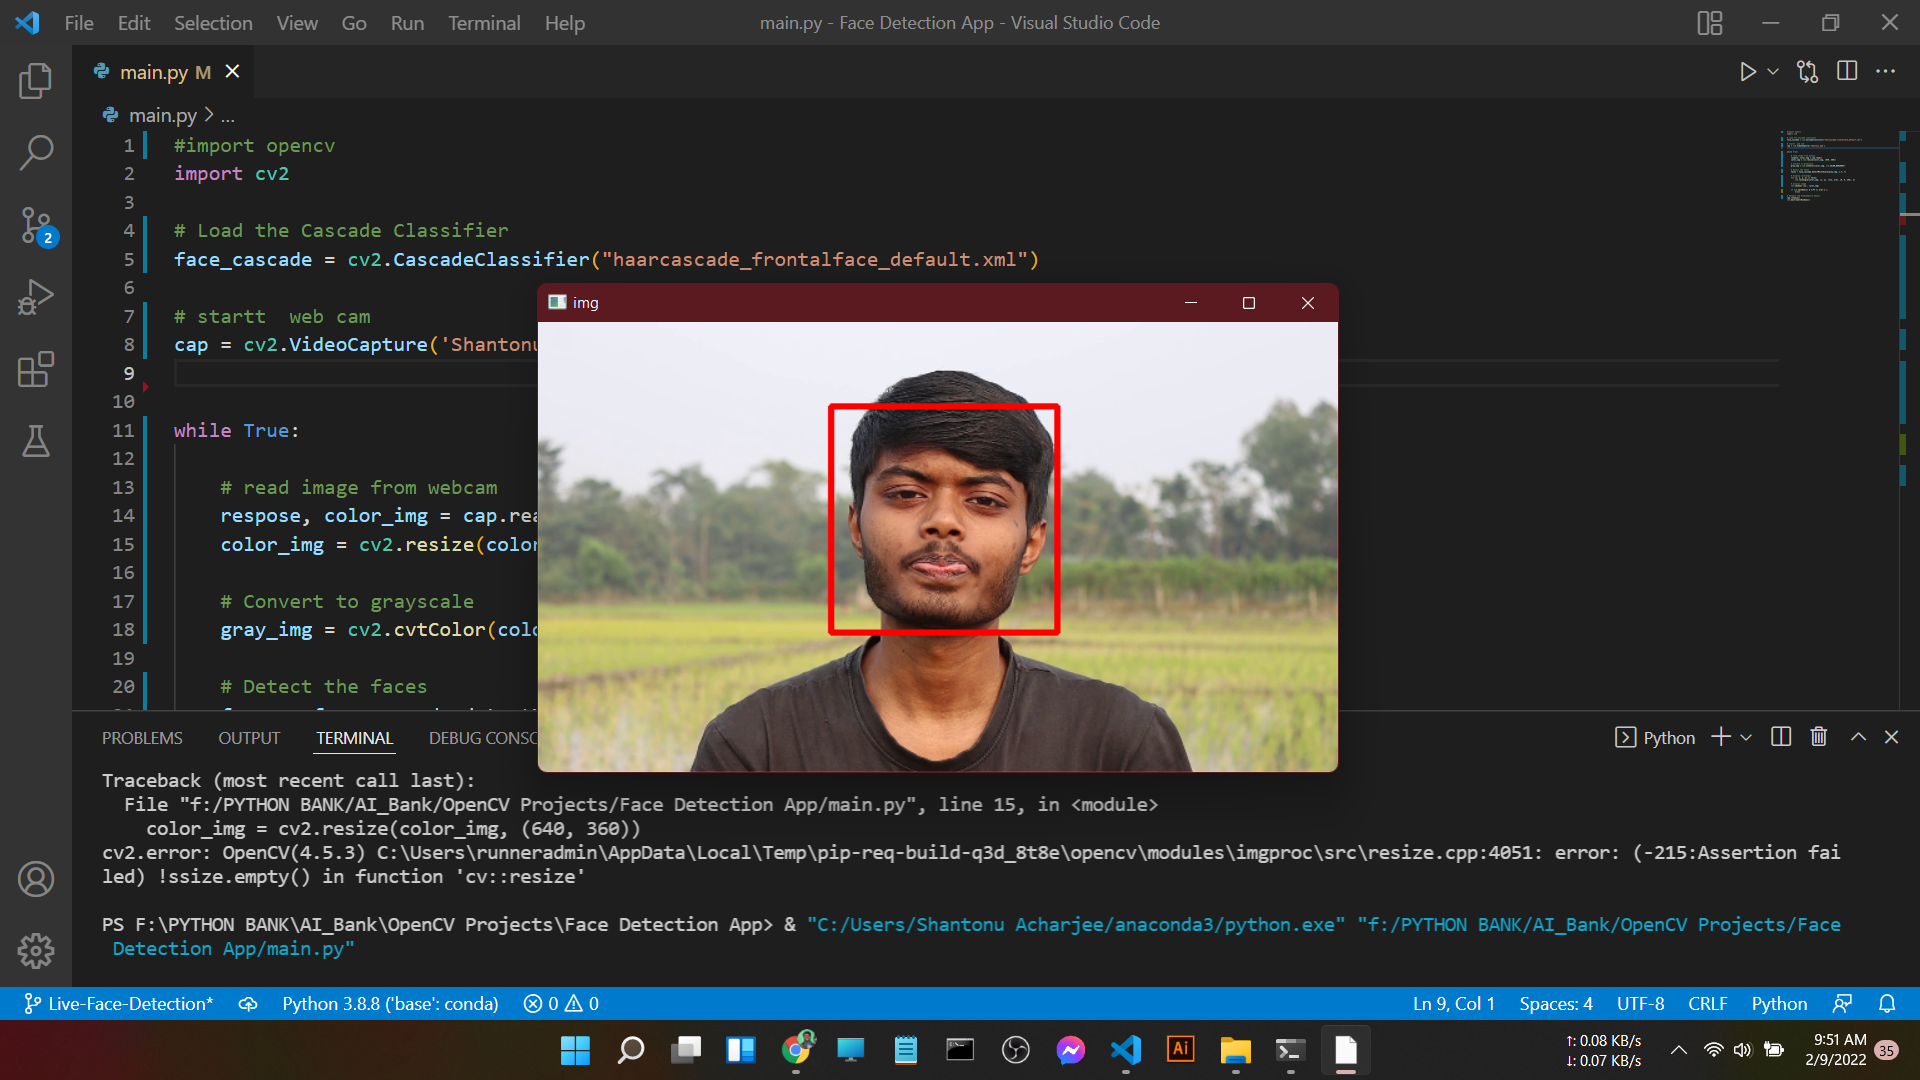 File Edit Selection View Go Run Terminal Help
main.py - Face Detection App - Visual Studio Code
main.py M
main.py > ...
2
1 #import opencv
2 import cv2
3
4 # Load the Cascade Classifier
5 face_cascade = cv2.CascadeClassifier("haarcascade_frontalface_default.xml")
6
7 # startt  web cam
8 cap = cv2.VideoCapture('Shantonu
9
10
11 while True:
12
13 # read image from webcam
14 respose, color_img = cap.rea
15 color_img = cv2.resize(color
16
17 # Convert to grayscale
18 gray_img = cv2.cvtColor(colo
19
20 # Detect the faces
img
PROBLEMS OUTPUT TERMINAL DEBUG CONSO
Python
Traceback (most recent call last):
File "f:/PYTHON BANK/AI_Bank/OpenCV Projects/Face Detection App/main.py", line 15, in <module>
color_img = cv2.resize(color_img, (640, 360))
cv2.error: OpenCV(4.5.3) C:\Users\runneradmin\AppData\Local\Temp\pip-req-build-q3d_8t8e\opencv\modules\imgproc\src\resize.cpp:4051: error: (-215:Assertion fai
led) !ssize.empty() in function 'cv::resize'
PS F:\PYTHON BANK\AI_Bank\OpenCV Projects\Face Detection App> & "C:/Users/Shantonu Acharjee/anaconda3/python.exe" "f:/PYTHON BANK/AI_Bank/OpenCV Projects/Face
Detection App/main.py"
Live-Face-Detection* Python 3.8.8 ('base': conda) 0 0 Ln 9, Col 1 Spaces: 4 UTF-8 CRLF Python
Ai
↑: 0.08 KB/s
↓: 0.07 KB/s
9:51 AM
2/9/2022
35